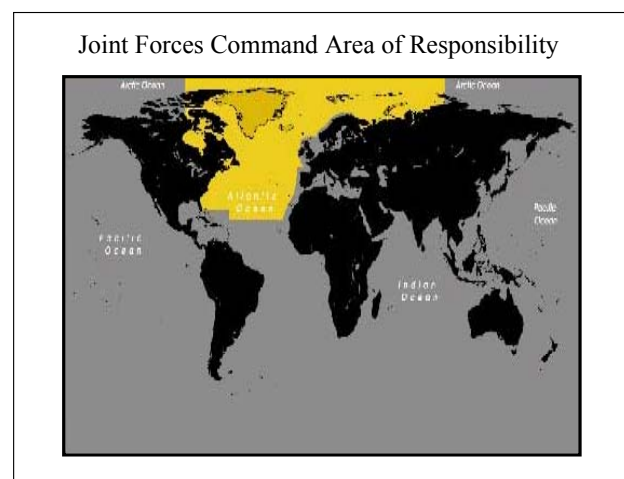 Joint Forces Command Area of Responsibility
Arctic Ocean
Arctic Ocean
Atlantic
Ocean
Pacific
Ocean
Pacific
Ocean
Indian
Ocean